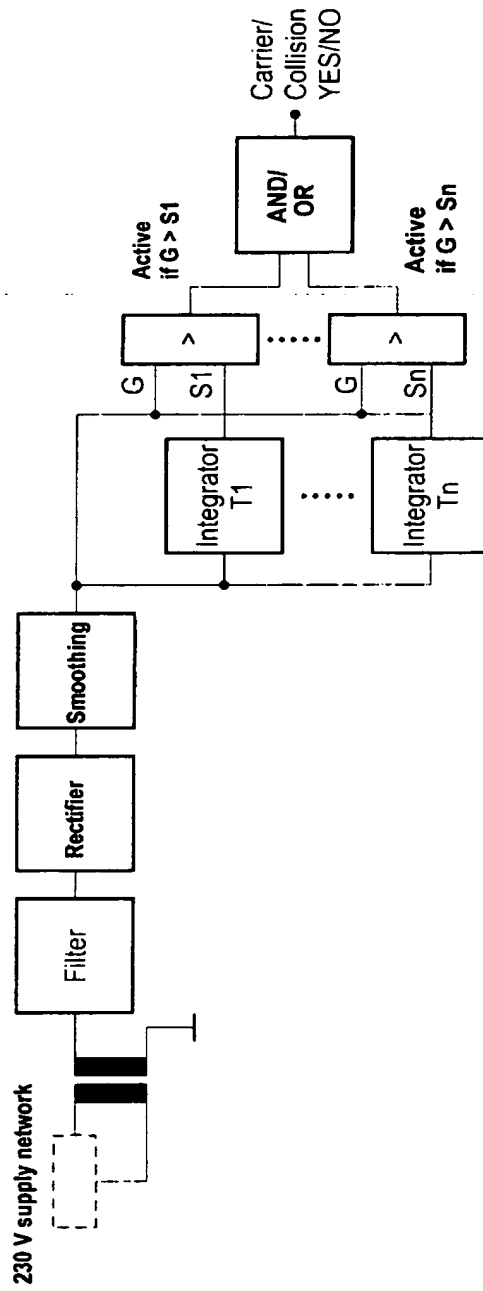 230 V supply network
Filter
Rectifier
Smoothing
Integrator
T1
.....
Integrator
Tn
G
S1
>
.....
G
Sn
>
Active
if G > S1
Active
if G > Sn
AND/
OR
Carrier/
Collision
YES/NO